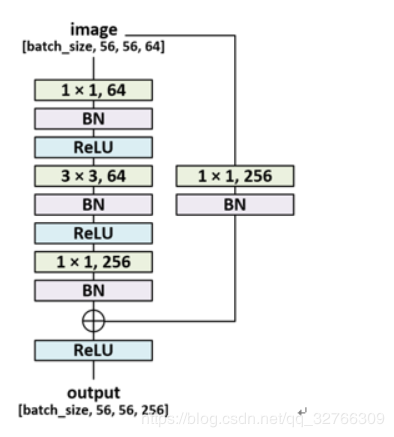 image
[batch_size, 56, 56, 64]
1 × 1, 64
BN
ReLU
3 × 3, 64
BN
ReLU
1 × 1, 256
BN
1 × 1, 256
BN
ReLU
output
[batch_size, 56, 56, 256]
https://blog.csdn.net/qq_32766309